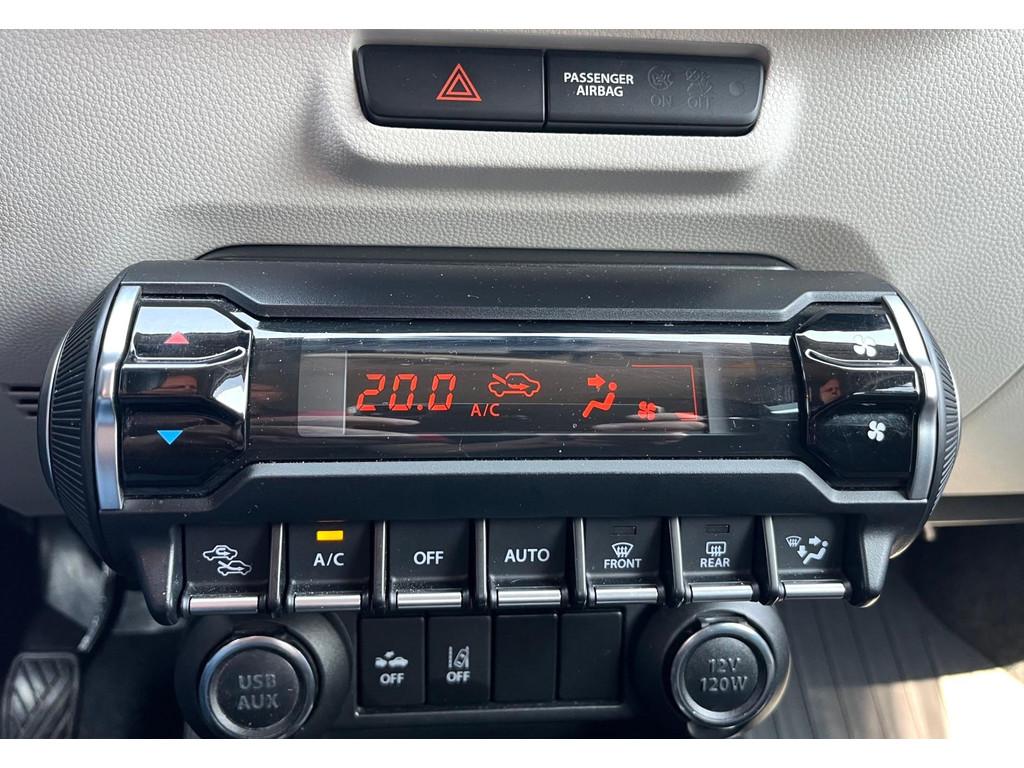 PASSENGER
AIRBAG
ON OFF
20.0
A/C
A/C
OFF
AUTO
FRONT
REAR
USB
AUX
OFF
OFF
12V
120W